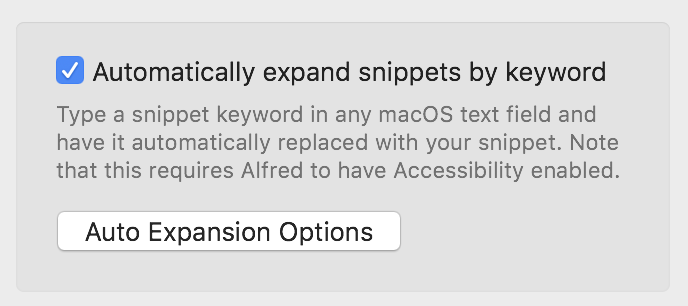 Automatically expand snippets by keyword
Type a snippet keyword in any macOS text field and
have it automatically replaced with your snippet. Note
that this requires Alfred to have Accessibility enabled.
Auto Expansion Options